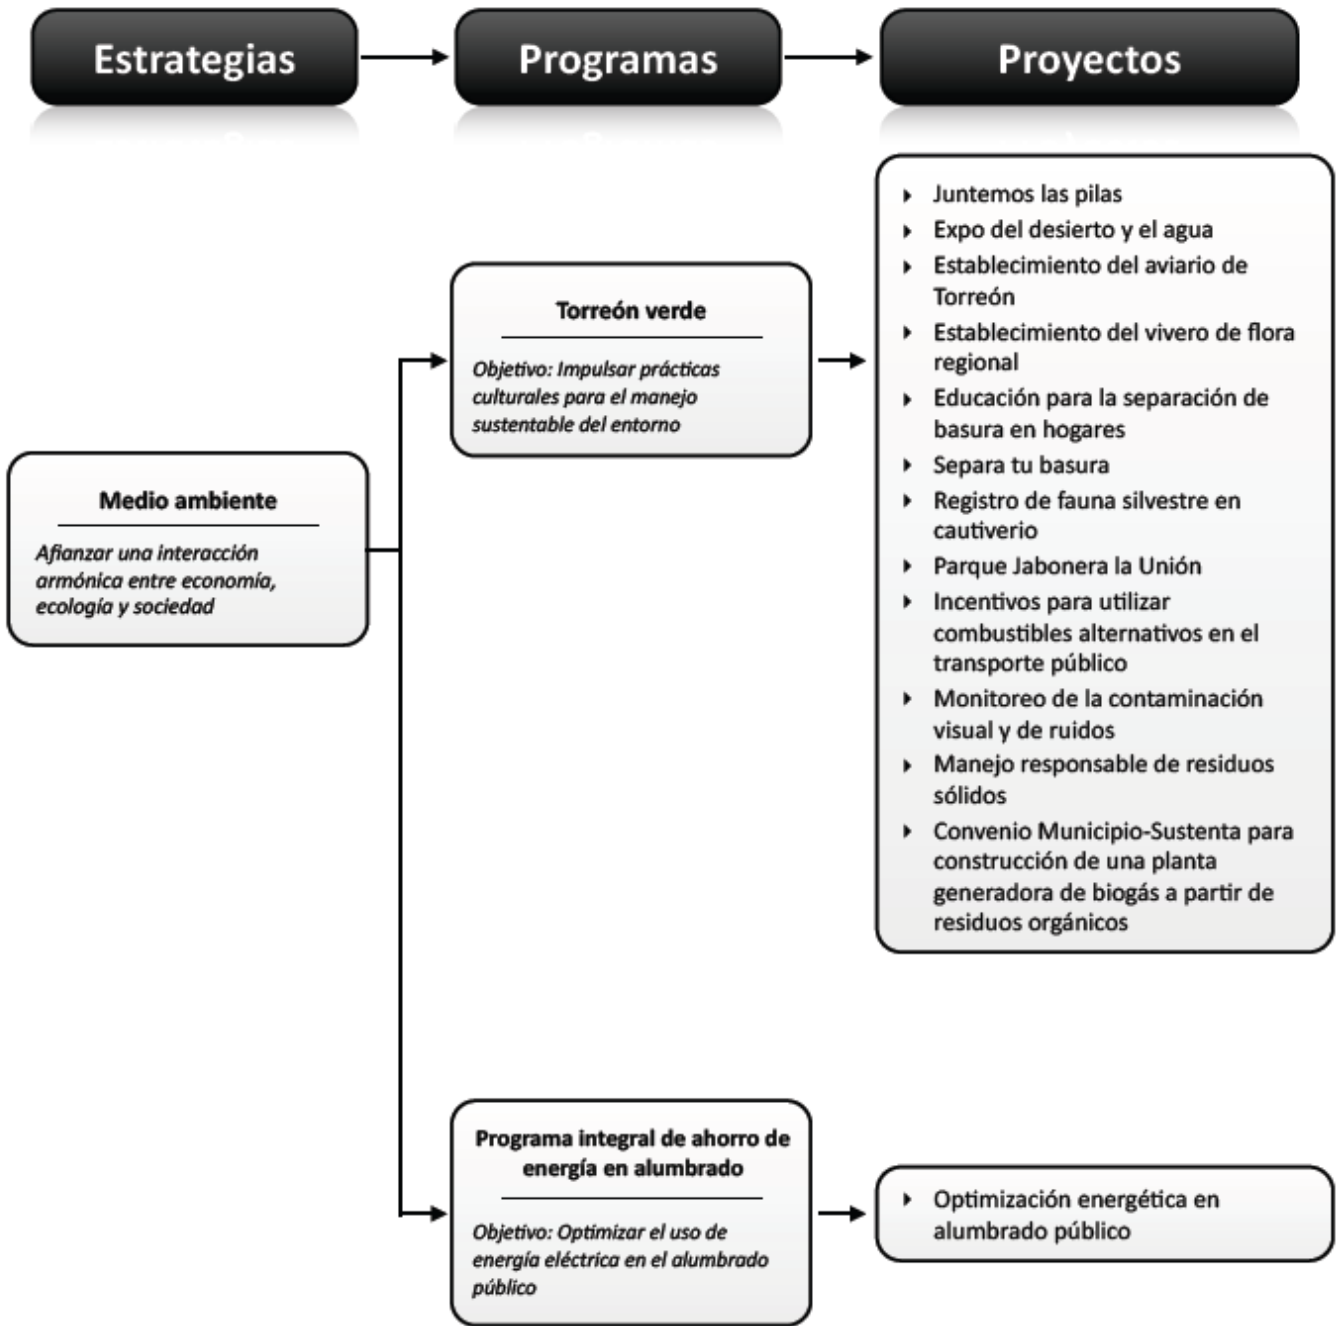 Estrategias
Programas
Proyectos
Medio ambiente
Afianzar una interacción
armónica entre economía,
ecología y sociedad
Torreón verde
Objetivo: Impulsar prácticas
culturales para el manejo
sustentable del entorno
Juntemos las pilas
Expo del desierto y el agua
Establecimiento del aviario de
Torreón
Establecimiento del vivero de flora
regional
Educación para la separación de
basura en hogares
Separa tu basura
Registro de fauna silvestre en
cautiverio
Parque Jabonera la Unión
Incentivos para utilizar
combustibles alternativos en el
transporte público
Monitoreo de la contaminación
visual y de ruidos
Manejo responsable de residuos
sólidos
Convenio Municipio-Sustenta para
construcción de una planta
generadora de biogás a partir de
residuos orgánicos
Programa integral de ahorro de
energía en alumbrado
Objetivo: Optimizar el uso de
energía eléctrica en el alumbrado
público
Optimización energética en
alumbrado público